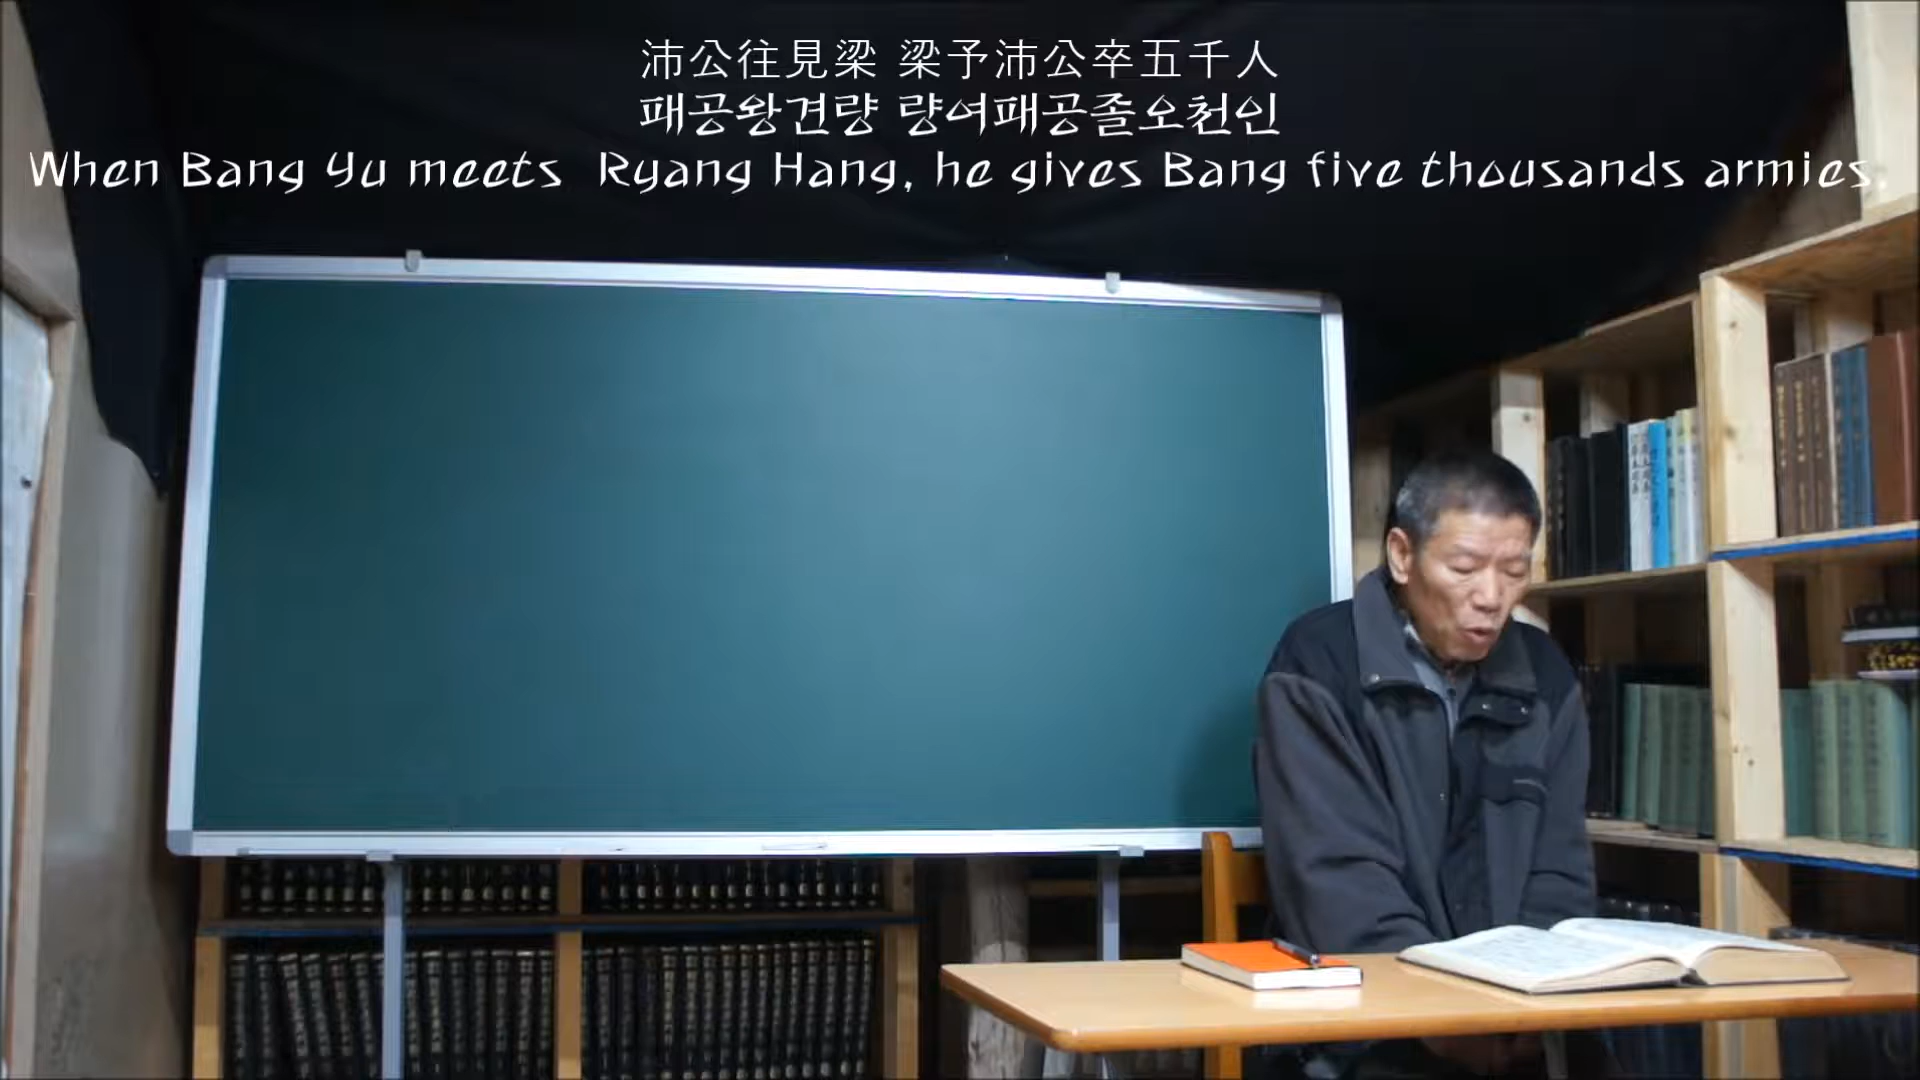 沛公往見梁 梁予沛公卒五千人
패공왕견량 량여패공졸오천인
When Bang Yu meets Ryang Hang, he gives Bang five thousands armies.